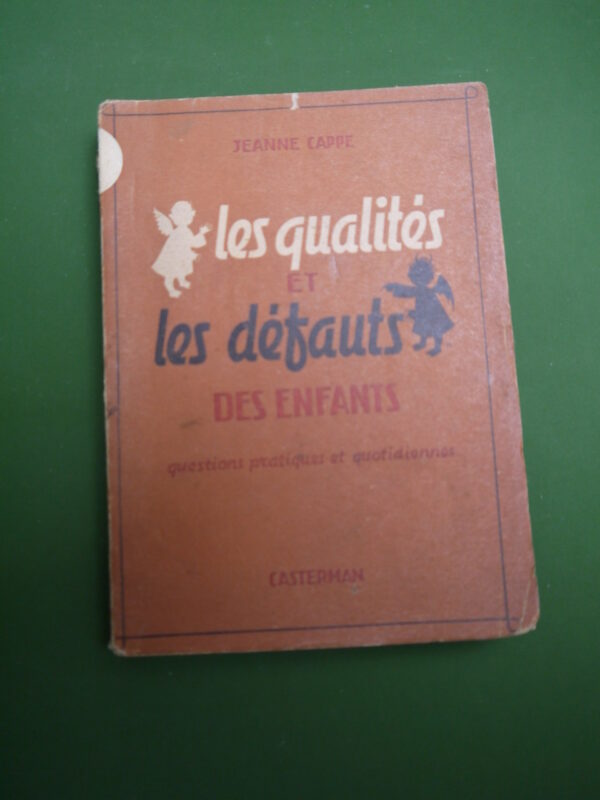 JEANNE CAPPE
les qualités
ET
les défauts
DES ENFANTS
questions pratiques et quotidiennes
CASTERMAN